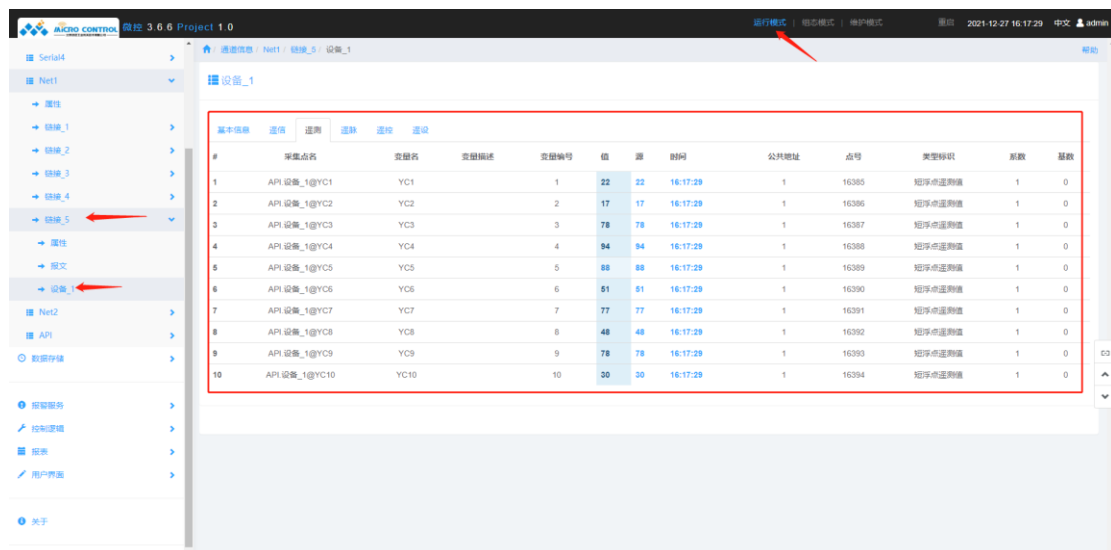 MICRO CONTROL 微控 3.6.6 Project 1.0
运行模式 | 组态模式 | 维护模式 重启 2021-12-27 16:17:29 中文 admin
Serial4
Net1
属性
链接_1
链接_2
链接_3
链接_4
链接_5
属性
报文
设备_1
Net2
API
数据存储
报警服务
控制逻辑
报表
用户界面
关于
/ 通道信息 / Net1 / 链接_5 / 设备_1 帮助
设备_1
基本信息 遥信 遥测 遥脉 遥控 遥设
# 采集点名 变量名 变量描述 变量编号 值 源 时间 公共地址 点号 类型标识 系数 基数
1 API.设备_1@YC1 YC1 1 22 22 16:17:29 1 16385 短浮点遥测值 1 0
2 API.设备_1@YC2 YC2 2 17 17 16:17:29 1 16386 短浮点遥测值 1 0
3 API.设备_1@YC3 YC3 3 78 78 16:17:29 1 16387 短浮点遥测值 1 0
4 API.设备_1@YC4 YC4 4 94 94 16:17:29 1 16388 短浮点遥测值 1 0
5 API.设备_1@YC5 YC5 5 88 88 16:17:29 1 16389 短浮点遥测值 1 0
6 API.设备_1@YC6 YC6 6 51 51 16:17:29 1 16390 短浮点遥测值 1 0
7 API.设备_1@YC7 YC7 7 77 77 16:17:29 1 16391 短浮点遥测值 1 0
8 API.设备_1@YC8 YC8 8 48 48 16:17:29 1 16392 短浮点遥测值 1 0
9 API.设备_1@YC9 YC9 9 78 78 16:17:29 1 16393 短浮点遥测值 1 0
10 API.设备_1@YC10 YC10 10 30 30 16:17:29 1 16394 短浮点遥测值 1 0